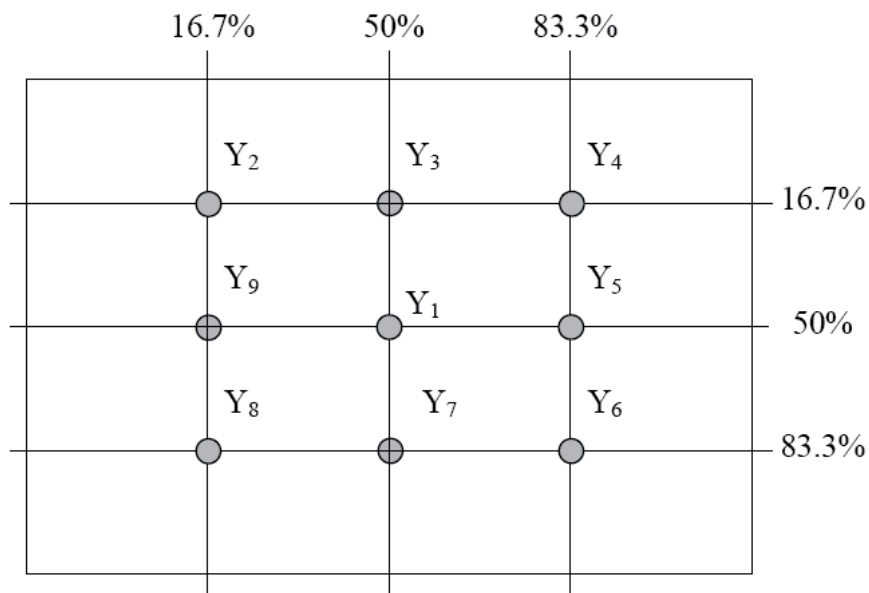 16.7% 50% 83.3%
Y₂ Y₃ Y₄
16.7%
Y₉ Y₁ Y₅
50%
Y₈ Y₇ Y₆
83.3%